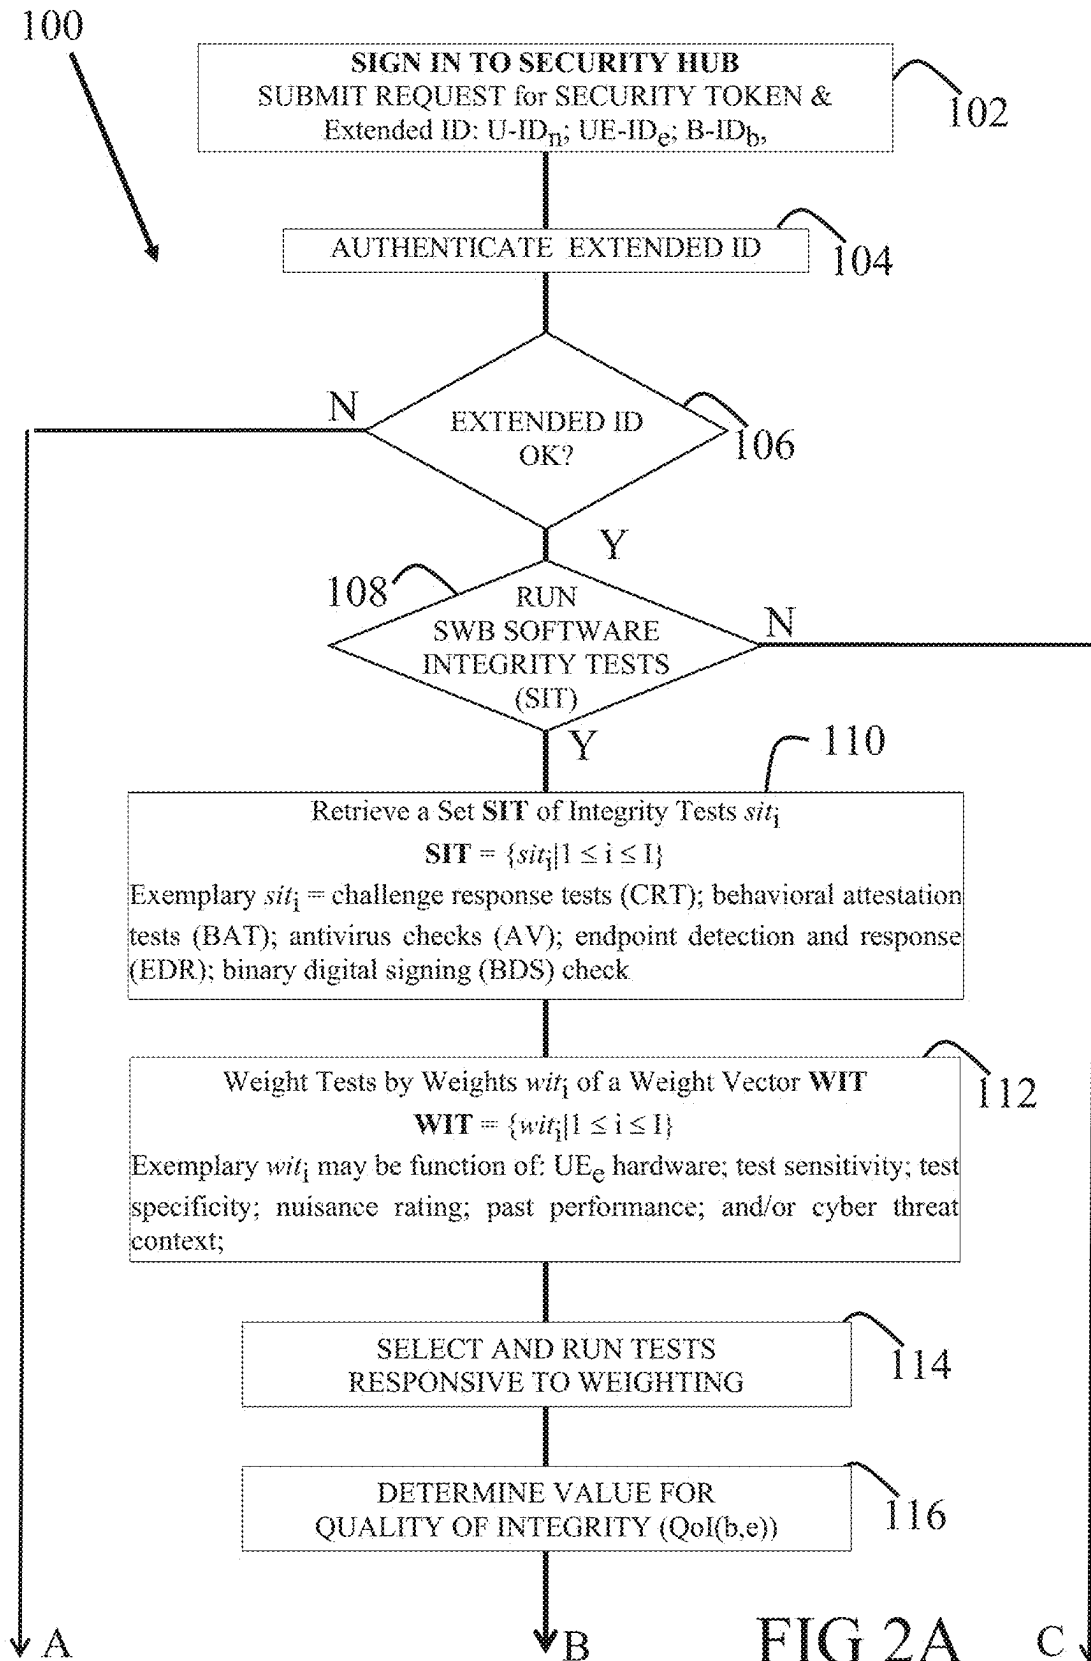 100
SIGN IN TO SECURITY HUB
SUBMIT REQUEST for SECURITY TOKEN &
Extended ID: U-IDn; UE-IDe; B-IDb,
102
AUTHENTICATE EXTENDED ID
104
N
EXTENDED ID
OK?
106
Y
108
RUN
SWB SOFTWARE
INTEGRITY TESTS
(SIT)
N
Y
110
Retrieve a Set SIT of Integrity Tests siti
SIT = {siti|1 ≤ i ≤ I}
Exemplary siti = challenge response tests (CRT); behavioral attestation
tests (BAT); antivirus checks (AV); endpoint detection and response
(EDR); binary digital signing (BDS) check
112
Weight Tests by Weights witi of a Weight Vector WIT
WIT = {witi|1 ≤ i ≤ I}
Exemplary witi may be function of: UEe hardware; test sensitivity; test
specificity; nuisance rating; past performance; and/or cyber threat
context;
SELECT AND RUN TESTS
RESPONSIVE TO WEIGHTING
114
DETERMINE VALUE FOR
QUALITY OF INTEGRITY (QoI(b,e))
116
A
B
FIG 2A
C